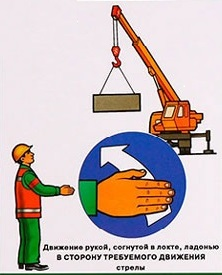 Движение рукой, согнутой в локте, ладонью
В СТОРОНУ ТРЕБУЕМОГО ДВИЖЕНИЯ
стрелы